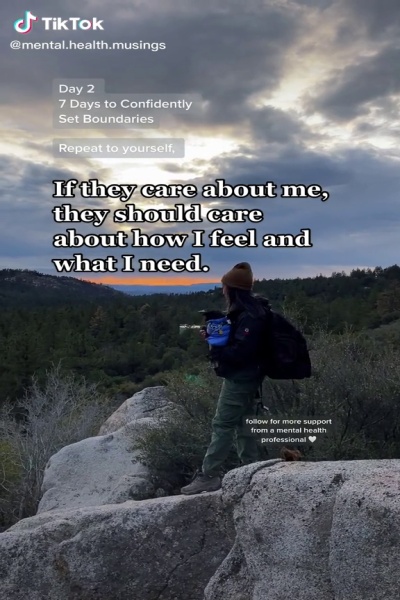 TikTok
@mental.health.musings
Day 2
7 Days to Confidently
Set Boundaries
Repeat to yourself,
If they care about me,
they should care
about how I feel and
what I need.
follow for more support
from a mental health
professional 🤍